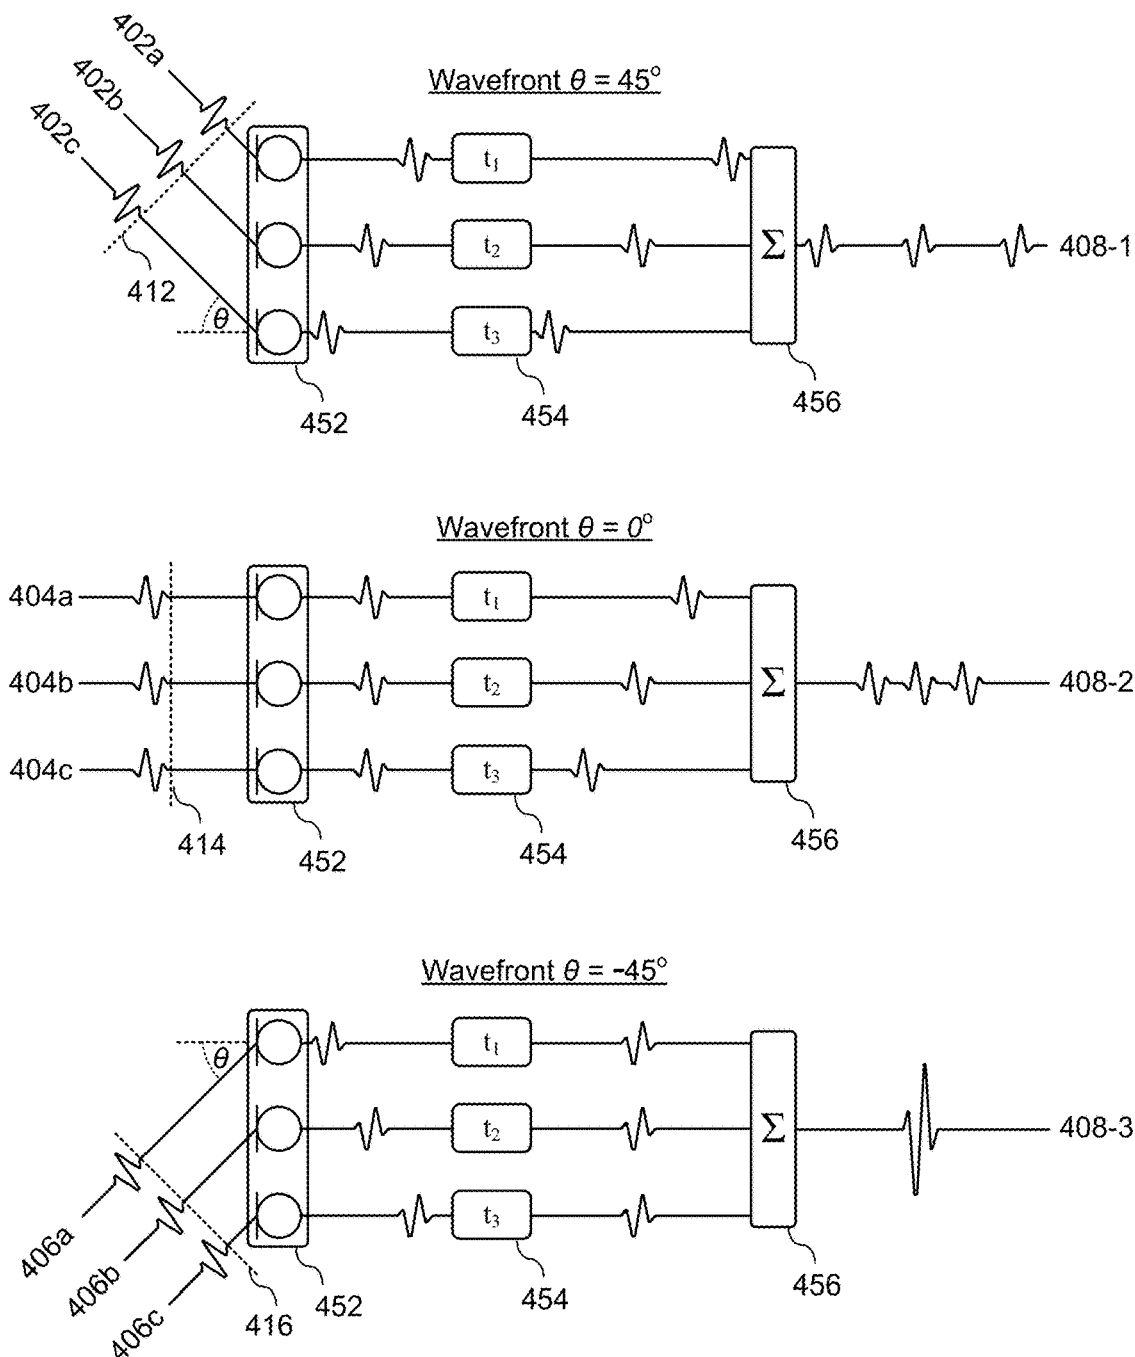 Wavefront θ = 45°
402a
402b
402c
412
θ
t₁
t₂
t₃
Σ
408-1
452
454
456
Wavefront θ = 0°
404a
404b
404c
t₁
t₂
t₃
Σ
408-2
414
452
454
456
Wavefront θ = -45°
θ
t₁
t₂
t₃
Σ
408-3
406a
406b
406c
416
452
454
456